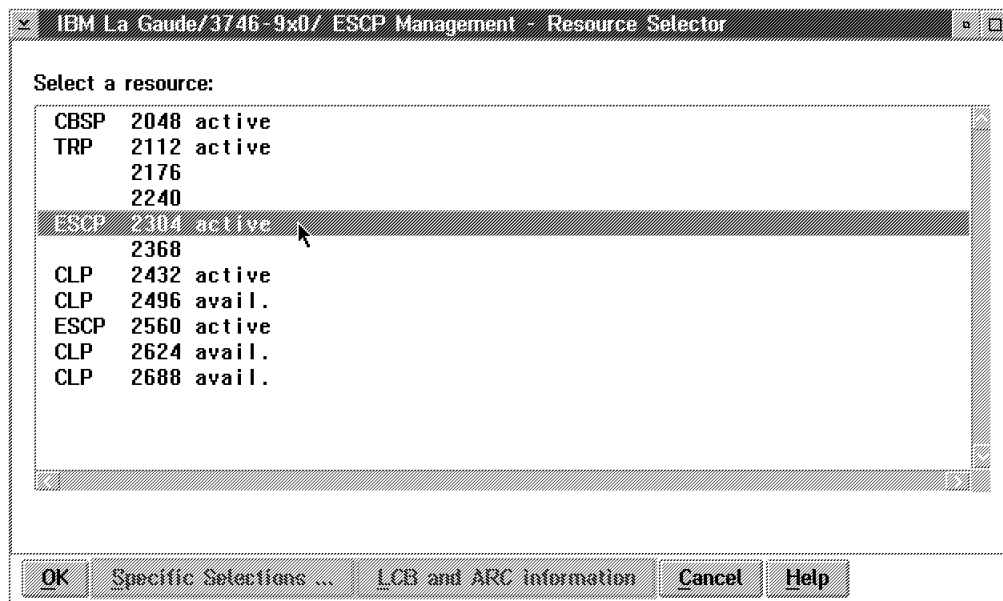 IBM La Gaude/3746-9x0/ ESCP Management - Resource Selector
Select a resource:
CBSP 2048 active
TRP 2112 active
2176
2240
ESCP 2304 active
2368
CLP 2432 active
CLP 2496 avail.
ESCP 2560 active
CLP 2624 avail.
CLP 2688 avail.
OK Specific Selections ... LCB and ARC information Cancel Help